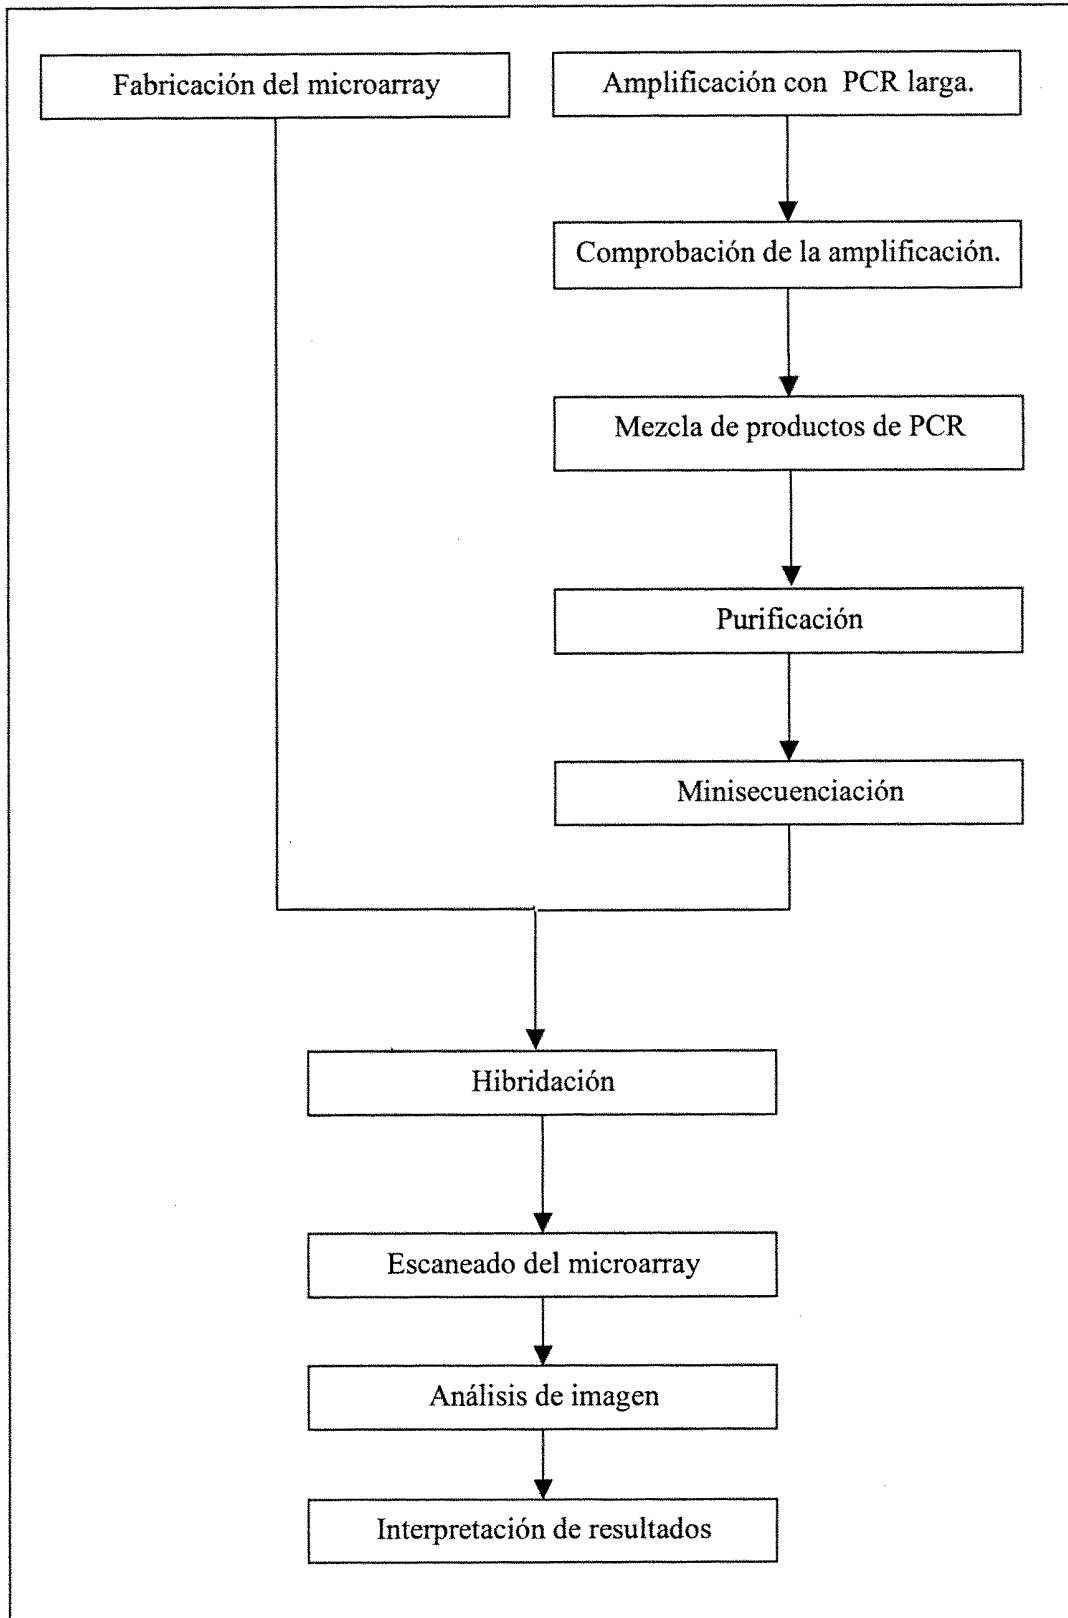 Fabricación del microarray
Amplificación con PCR larga.
Comprobación de la amplificación.
Mezcla de productos de PCR
Purificación
Minisecuenciación
Hibridación
Escaneado del microarray
Análisis de imagen
Interpretación de resultados